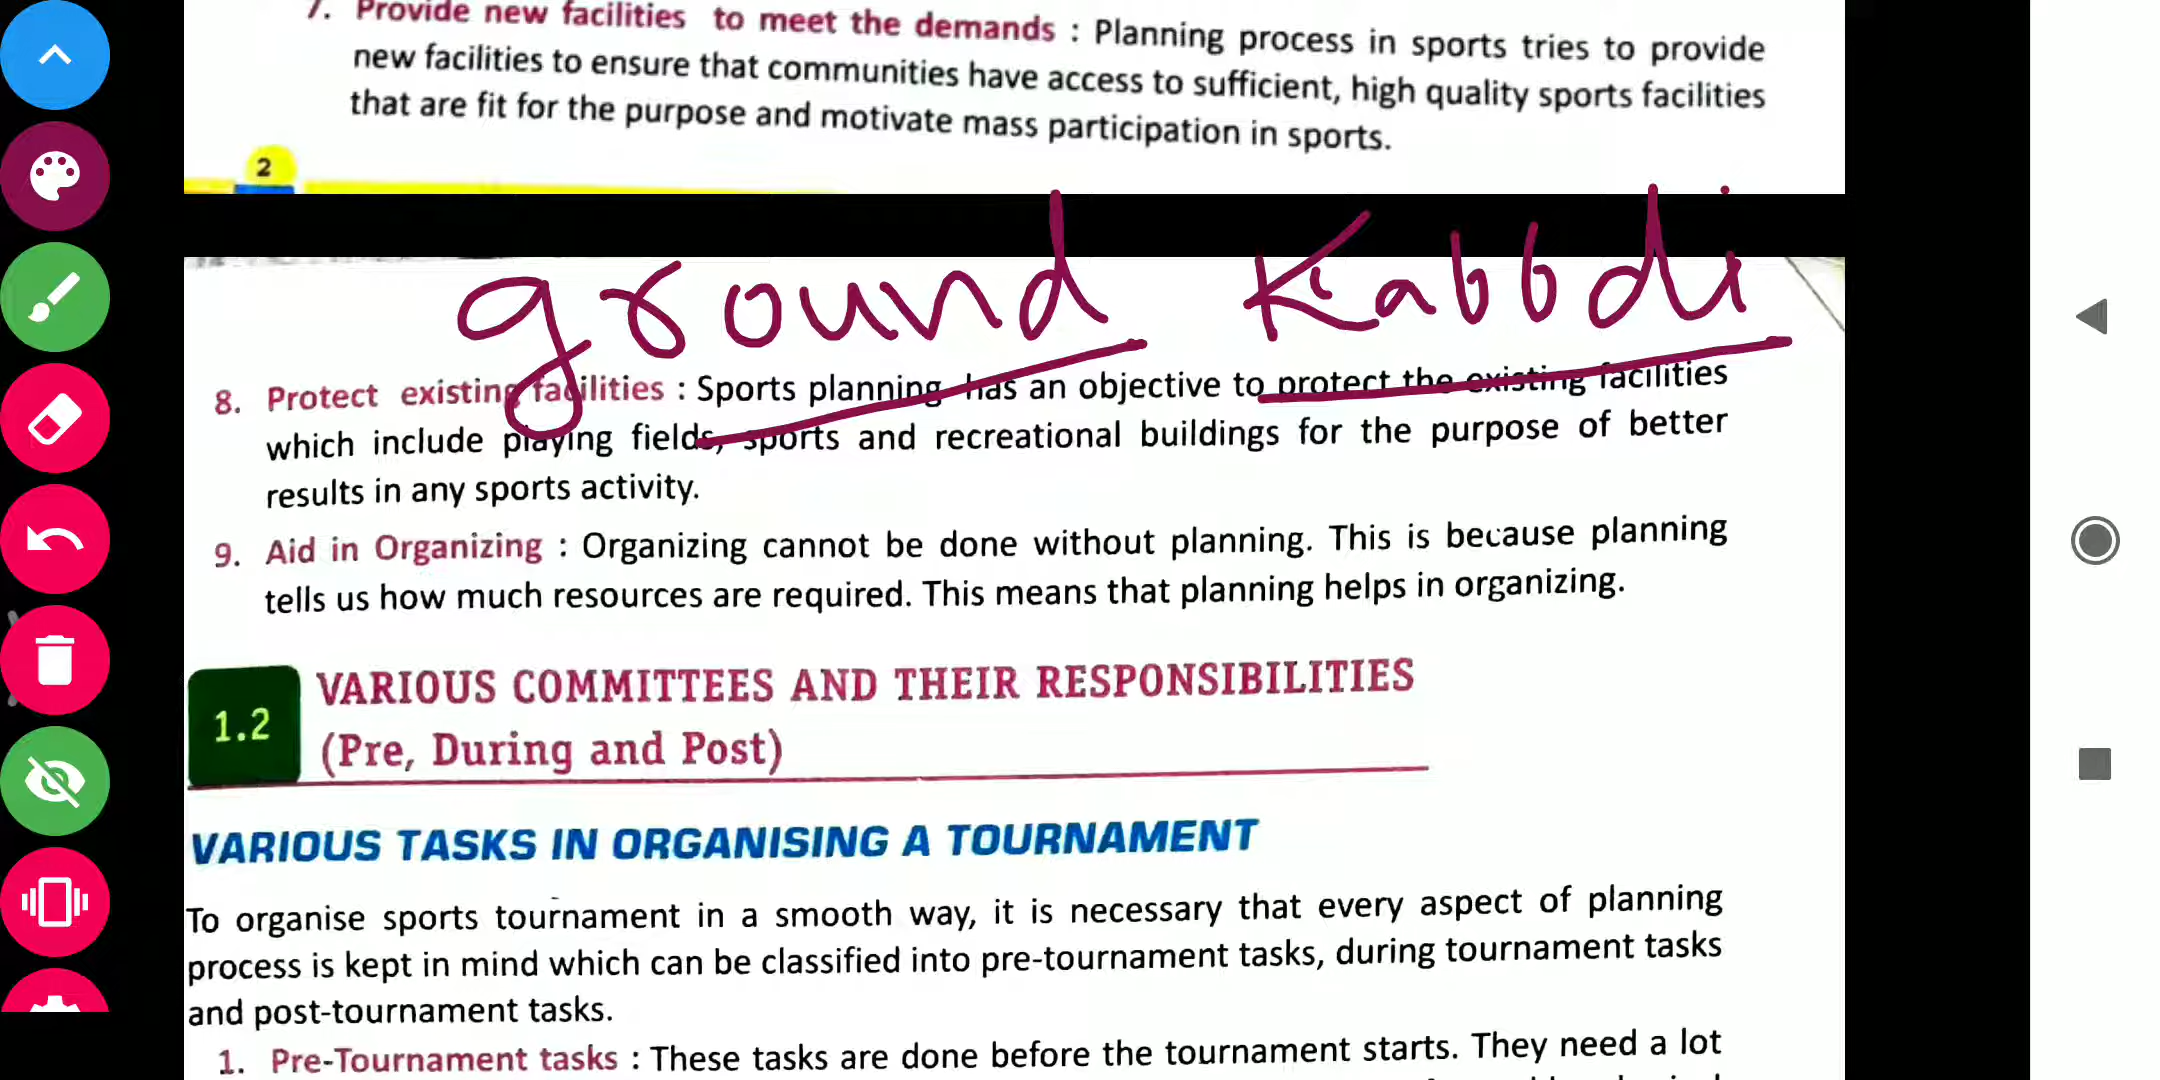 7. Provide new facilities to meet the demands : Planning process in sports tries to provide
new facilities to ensure that communities have access to sufficient, high quality sports facilities
that are fit for the purpose and motivate mass participation in sports.
2
ground Kabbdi
8. Protect existing facilities : Sports planning has an objective to protect the existing facilities
which include playing fields, sports and recreational buildings for the purpose of better
results in any sports activity.
9. Aid in Organizing : Organizing cannot be done without planning. This is because planning
tells us how much resources are required. This means that planning helps in organizing.
1.2 VARIOUS COMMITTEES AND THEIR RESPONSIBILITIES
(Pre, During and Post)
VARIOUS TASKS IN ORGANISING A TOURNAMENT
To organise sports tournament in a smooth way, it is necessary that every aspect of planning
process is kept in mind which can be classified into pre-tournament tasks, during tournament tasks
and post-tournament tasks.
1. Pre-Tournament tasks : These tasks are done before the tournament starts. They need a lot